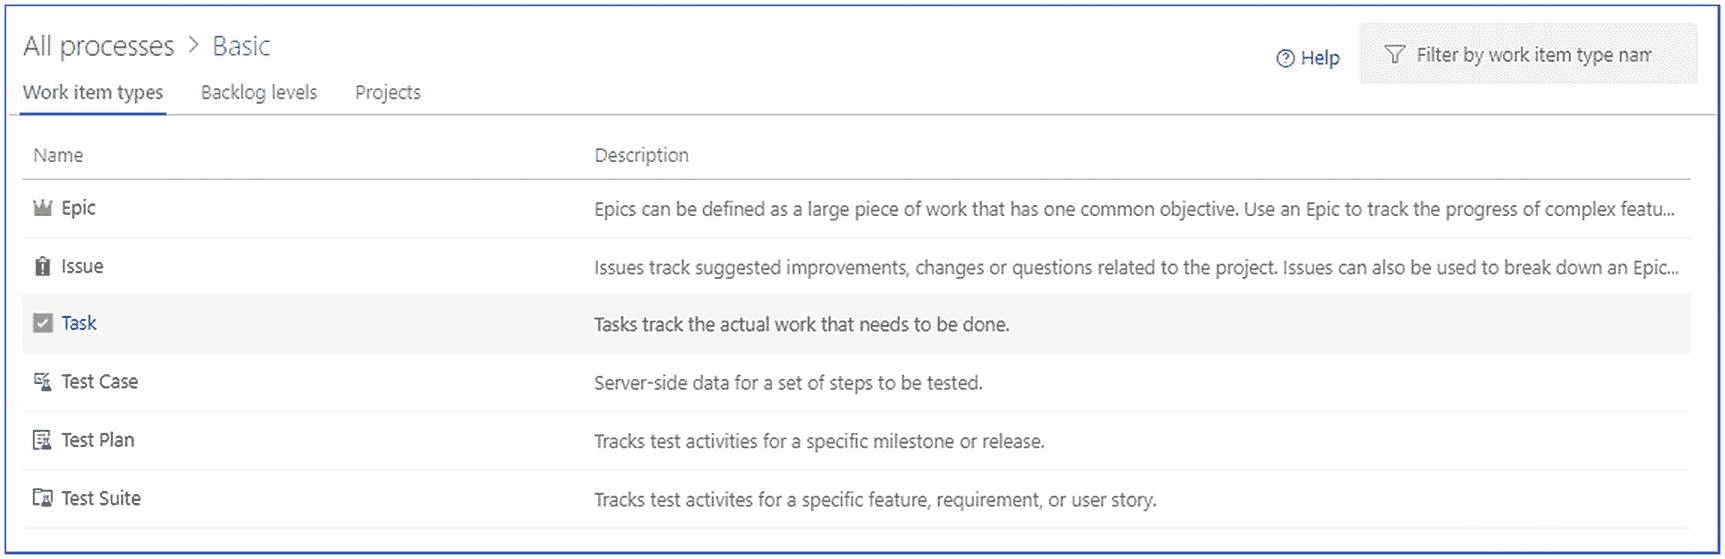 All processes > Basic
Help
Filter by work item type nam
Work item types Backlog levels Projects
Name Description
Epic Epics can be defined as a large piece of work that has one common objective. Use an Epic to track the progress of complex featu...
Issue Issues track suggested improvements, changes or questions related to the project. Issues can also be used to break down an Epic...
Task Tasks track the actual work that needs to be done.
Test Case Server-side data for a set of steps to be tested.
Test Plan Tracks test activities for a specific milestone or release.
Test Suite Tracks test activites for a specific feature, requirement, or user story.